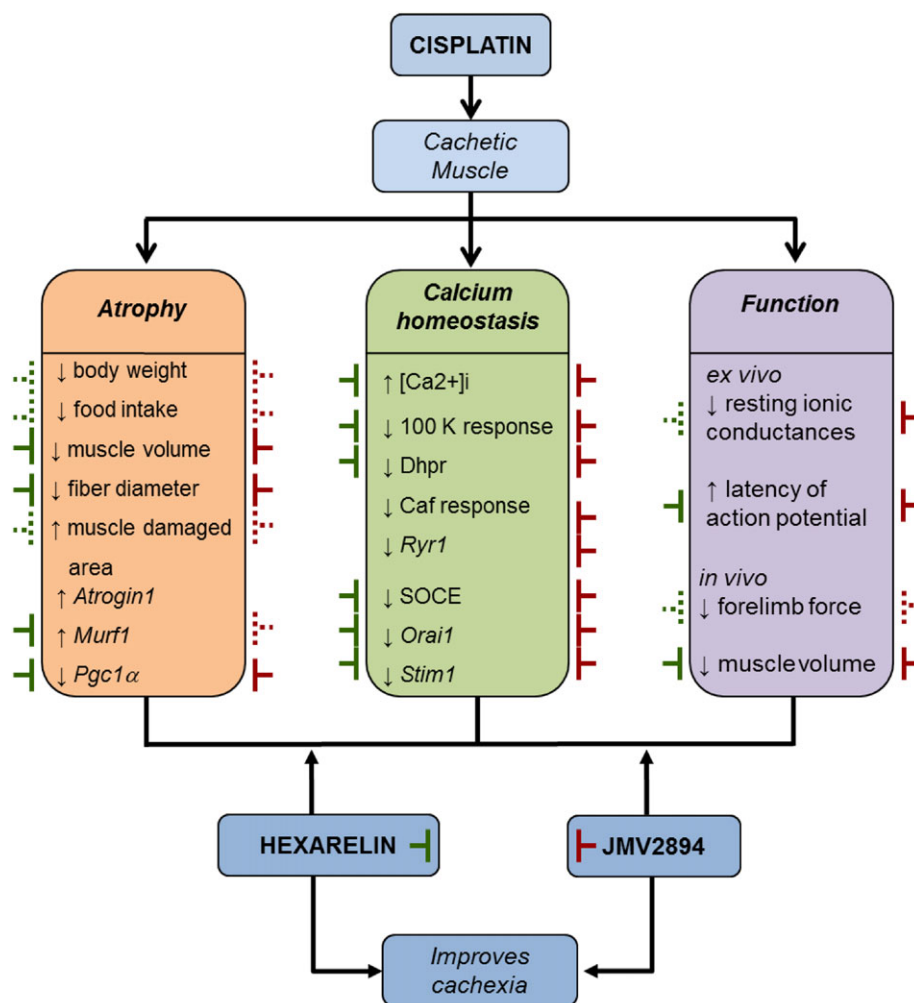 CISPLATIN
Cachetic
Muscle
Atrophy
↓ body weight
↓ food intake
↓ muscle volume
↓ fiber diameter
↑ muscle damaged
area
↑ Atrogin1
↑ Murf1
↓ Pgc1α
Calcium
homeostasis
↑ [Ca2+]i
↓ 100 K response
↓ Dhpr
↓ Caf response
↓ Ryr1
↓ SOCE
↓ Orai1
↓ Stim1
Function
ex vivo
↓ resting ionic
conductances
↑ latency of
action potential
in vivo
↓ forelimb force
↓ muscle volume
HEXARELIN
JMV2894
Improves
cachexia